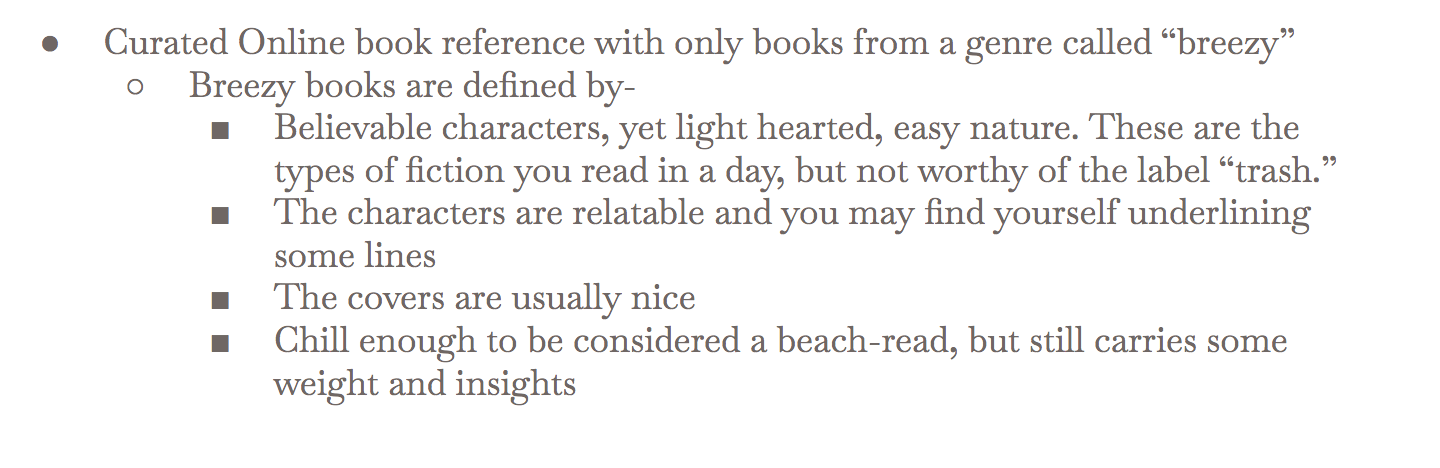 ● Curated Online book reference with only books from a genre called “breezy”
○ Breezy books are defined by-
■ Believable characters, yet light hearted, easy nature. These are the
types of fiction you read in a day, but not worthy of the label “trash.”
■ The characters are relatable and you may find yourself underlining
some lines
■ The covers are usually nice
■ Chill enough to be considered a beach-read, but still carries some
weight and insights